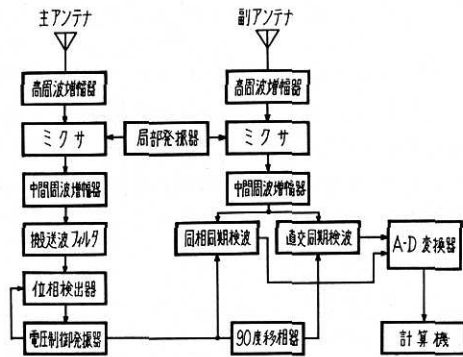 主アンテナ
副アンテナ
高周波増幅器
高周波増幅器
ミクサ
局部発振器
ミクサ
中間周波増幅器
中間周波増幅器
搬送波フィルタ
同相同期検波
直交同期検波
A-D変換器
位相検出器
電圧制御発振器
90度移相器
計算機